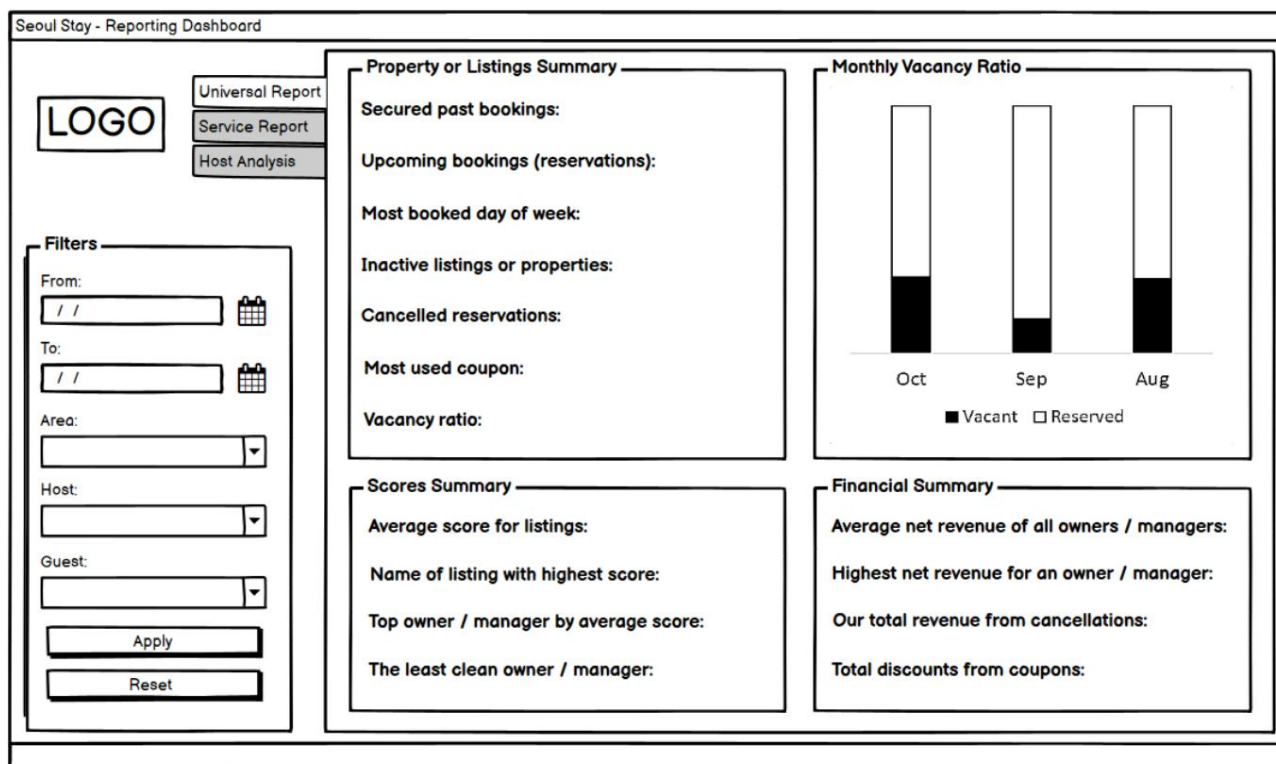 Seoul Stay - Reporting Dashboard
LOGO
Universal Report
Service Report
Host Analysis
Filters
From:
/ /
To:
/ /
Area:
Host:
Guest:
Apply
Reset
Property or Listings Summary
Secured past bookings:
Upcoming bookings (reservations):
Most booked day of week:
Inactive listings or properties:
Cancelled reservations:
Most used coupon:
Vacancy ratio:
Monthly Vacancy Ratio
Oct Sep Aug
Vacant Reserved
Scores Summary
Average score for listings:
Name of listing with highest score:
Top owner / manager by average score:
The least clean owner / manager:
Financial Summary
Average net revenue of all owners / managers:
Highest net revenue for an owner / manager:
Our total revenue from cancellations:
Total discounts from coupons: